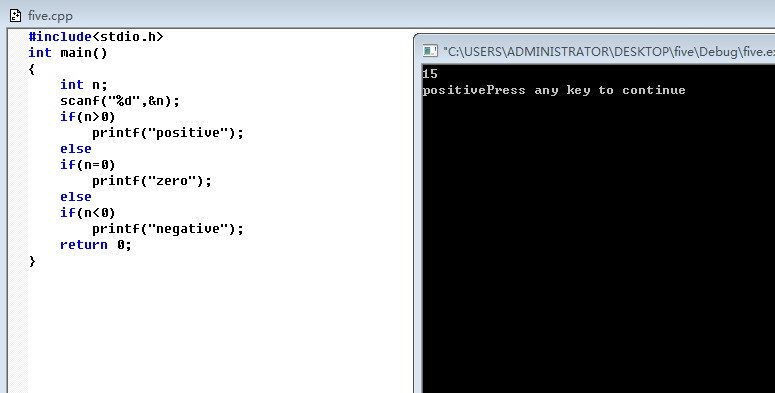 five.cpp
#include<stdio.h>
int main()
{
    int n;
    scanf("%d",&n);
    if(n>0)
        printf("positive");
    else
    if(n=0)
        printf("zero");
    else
    if(n<0)
        printf("negative");
    return 0;
}
"C:\USERS\ADMINISTRATOR\DESKTOP\five\Debug\five.ex
15
positivePress any key to continue